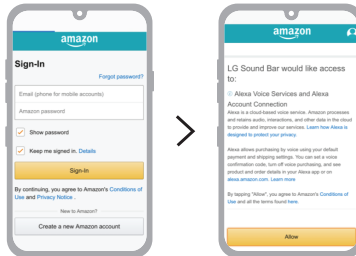 amazon
Sign-In
Forgot password?
Email (phone for mobile accounts)
Amazon password
Show password
Keep me signed in. Details
Sign-In
By continuing, you agree to Amazon's Conditions of
Use and Privacy Notice .
New to Amazon?
Create a new Amazon account
amazon
LG Sound Bar would like access
to:
Alexa Voice Services and Alexa
Account Connection
Alexa is a cloud-based voice service. Amazon processes
and retains audio, interactions, and other data in the cloud
to provide and improve our services. Learn how Alexa is
designed to protect your privacy.
Alexa allows purchasing by voice using your default
payment and shipping settings. You can set a voice
confirmation code, turn off voice purchasing, and see
product and order details in your Alexa app or on
alexa.amazon.com. Learn more
By tapping "Allow", you agree to Amazon's Conditions of
Use and all the terms found here.
Allow